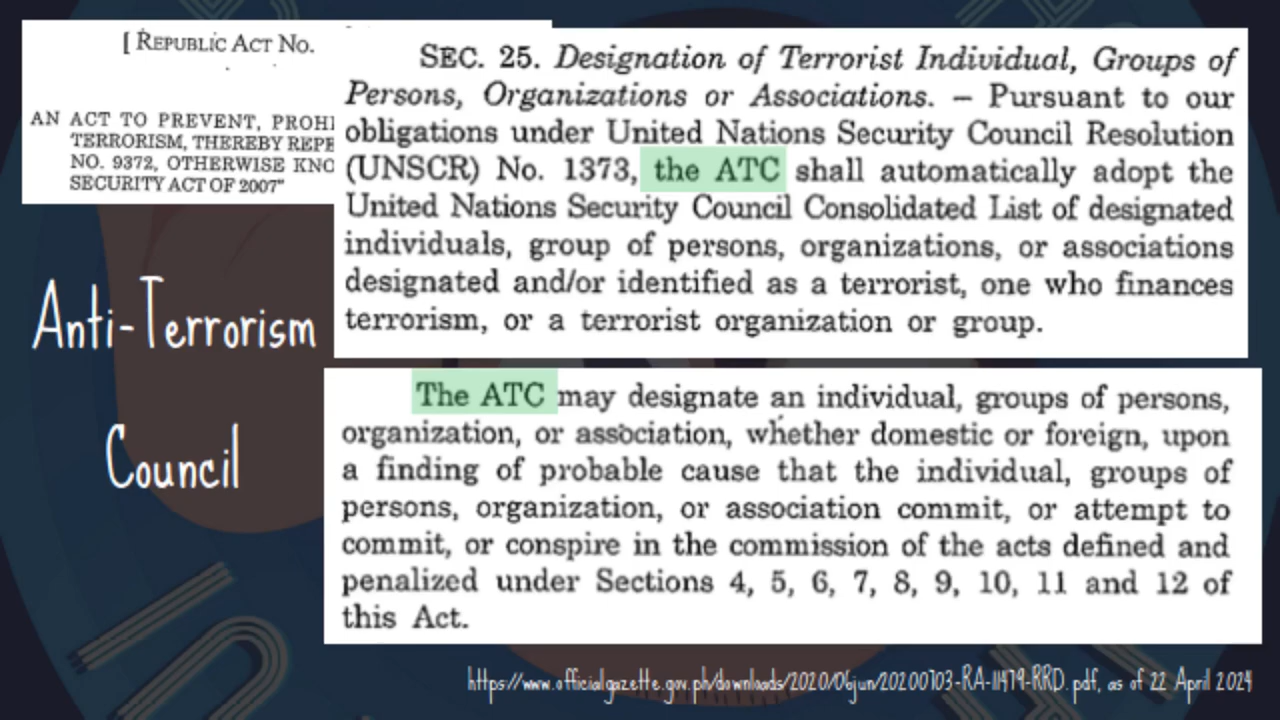 [ REPUBLIC ACT NO.
AN ACT TO PREVENT, PROHI
TERRORISM, THEREBY REPE
NO. 9372, OTHERWISE KNO
SECURITY ACT OF 2007"
SEC. 25. Designation of Terrorist Individual, Groups of
Persons, Organizations or Associations. – Pursuant to our
obligations under United Nations Security Council Resolution
(UNSCR) No. 1373, the ATC shall automatically adopt the
United Nations Security Council Consolidated List of designated
individuals, group of persons, organizations, or associations
designated and/or identified as a terrorist, one who finances
terrorism, or a terrorist organization or group.
Anti-Terrorism
Council
The ATC may designate an individual, groups of persons,
organization, or association, whether domestic or foreign, upon
a finding of probable cause that the individual, groups of
persons, organization, or association commit, or attempt to
commit, or conspire in the commission of the acts defined and
penalized under Sections 4, 5, 6, 7, 8, 9, 10, 11 and 12 of
this Act.
https://www.officialgazette.gov.ph/downloads/2020/06jun/20200703-RA-11479-RRD.pdf, as of 22 April 2024